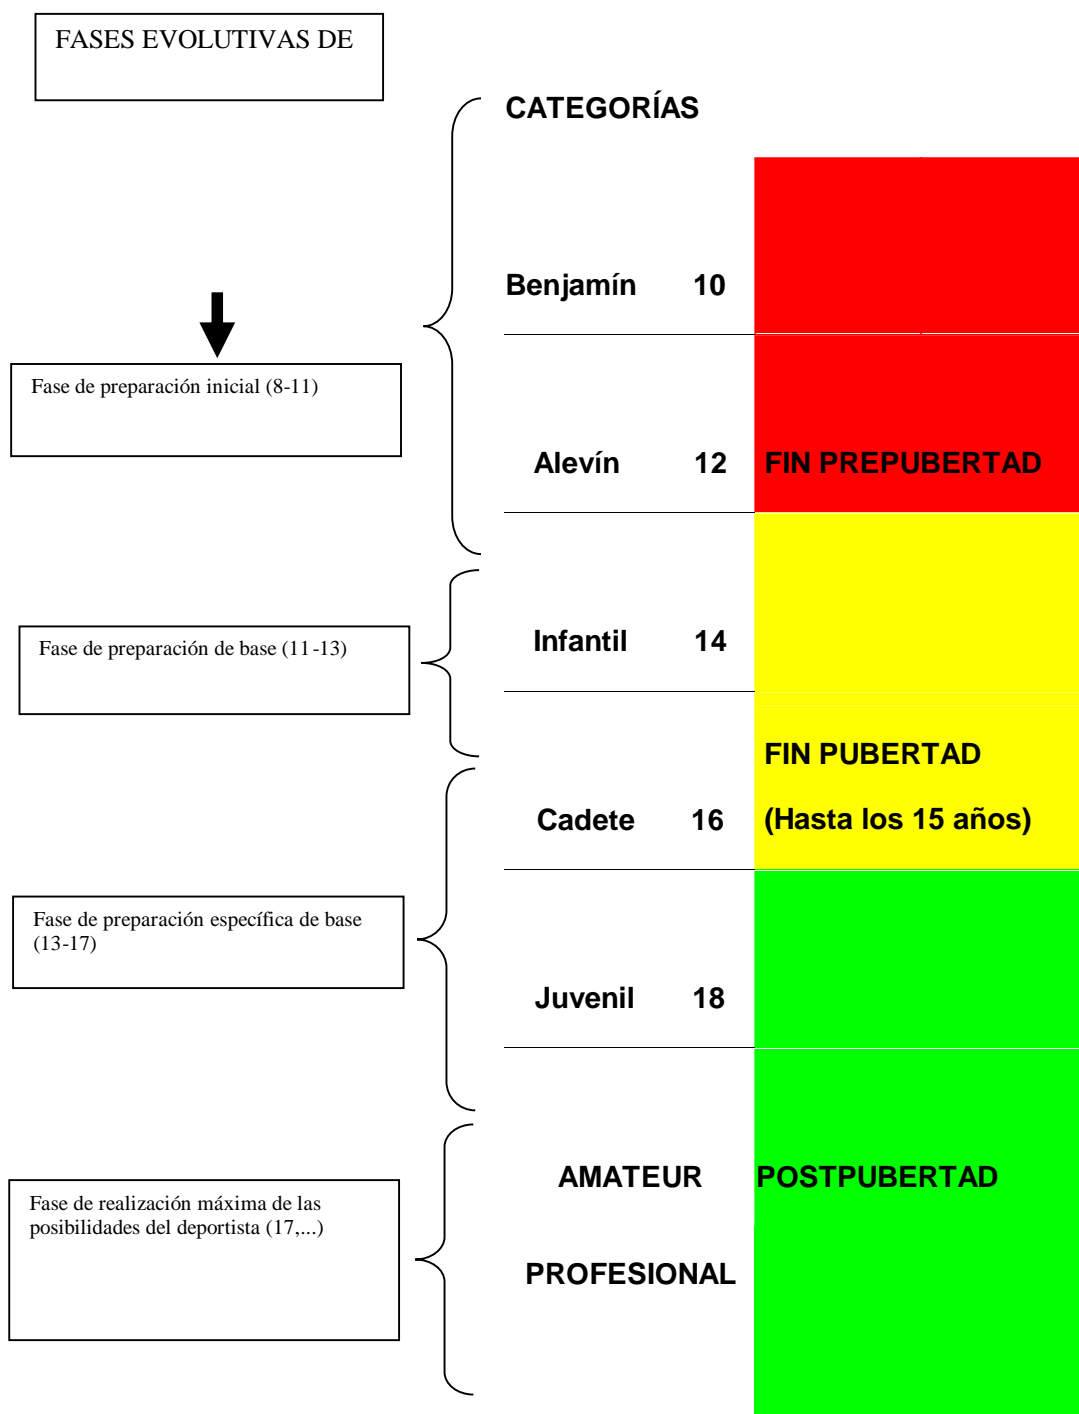 FASES EVOLUTIVAS DE
CATEGORÍAS
Benjamín 10
Fase de preparación inicial (8-11)
Alevín 12 FIN PREPUBERTAD
Fase de preparación de base (11-13)
Infantil 14
FIN PUBERTAD
Cadete 16 (Hasta los 15 años)
Fase de preparación específica de base
(13-17)
Juvenil 18
AMATEUR POSTPUBERTAD
Fase de realización máxima de las
posibilidades del deportista (17,...)
PROFESIONAL